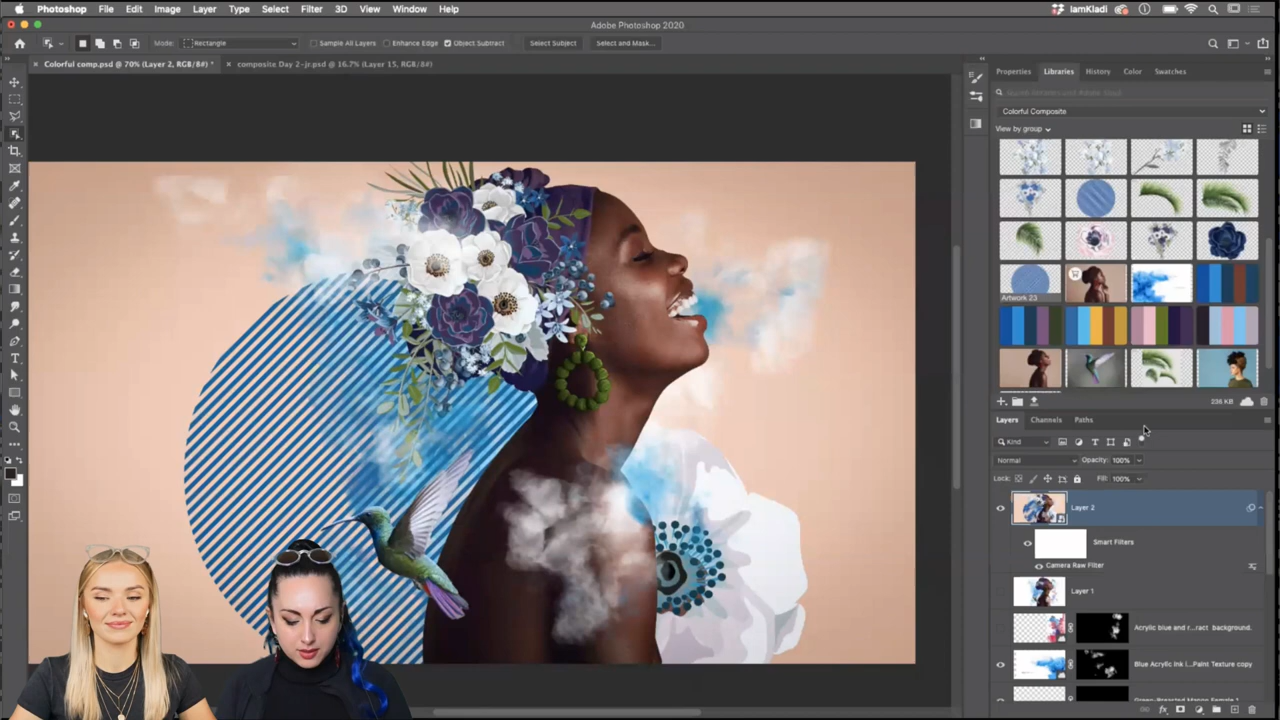 Photoshop File Edit Image Layer Type Select Filter 3D View Window Help IamKladi
Adobe Photoshop 2020
Mode: Rectangle Sample All Layers Enhance Edge Object Subtract Select Subject Select and Mask...
Colorful comp.psd @ 70% (Layer 2, RGB/8#) * composite Day 2-jr.psd @ 16.7% (Layer 15, RGB/8#)
Properties Libraries History Color Swatches
Colorful Composite
View by group
Artwork 23
236 KB
Layers Channels Paths
Kind
Normal Opacity: 100%
Lock: Fill: 100%
Layer 2
Smart Filters
Camera Raw Filter
Layer 1
Acrylic blue and r...ract background.
Blue Acrylic Ink i...Paint Texture copy